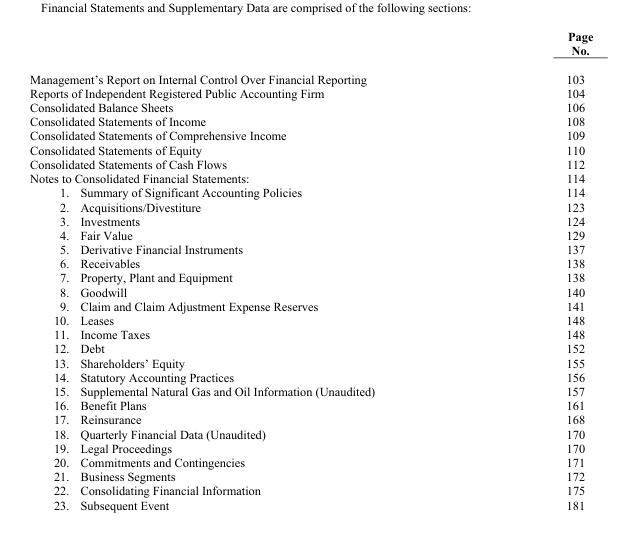 Financial Statements and Supplementary Data are comprised of the following sections:
Page
No.
Management’s Report on Internal Control Over Financial Reporting 103
Reports of Independent Registered Public Accounting Firm 104
Consolidated Balance Sheets 106
Consolidated Statements of Income 108
Consolidated Statements of Comprehensive Income 109
Consolidated Statements of Equity 110
Consolidated Statements of Cash Flows 112
Notes to Consolidated Financial Statements: 114
1. Summary of Significant Accounting Policies 114
2. Acquisitions/Divestiture 123
3. Investments 124
4. Fair Value 129
5. Derivative Financial Instruments 137
6. Receivables 138
7. Property, Plant and Equipment 138
8. Goodwill 140
9. Claim and Claim Adjustment Expense Reserves 141
10. Leases 148
11. Income Taxes 148
12. Debt 152
13. Shareholders’ Equity 155
14. Statutory Accounting Practices 156
15. Supplemental Natural Gas and Oil Information (Unaudited) 157
16. Benefit Plans 161
17. Reinsurance 168
18. Quarterly Financial Data (Unaudited) 170
19. Legal Proceedings 170
20. Commitments and Contingencies 171
21. Business Segments 172
22. Consolidating Financial Information 175
23. Subsequent Event 181